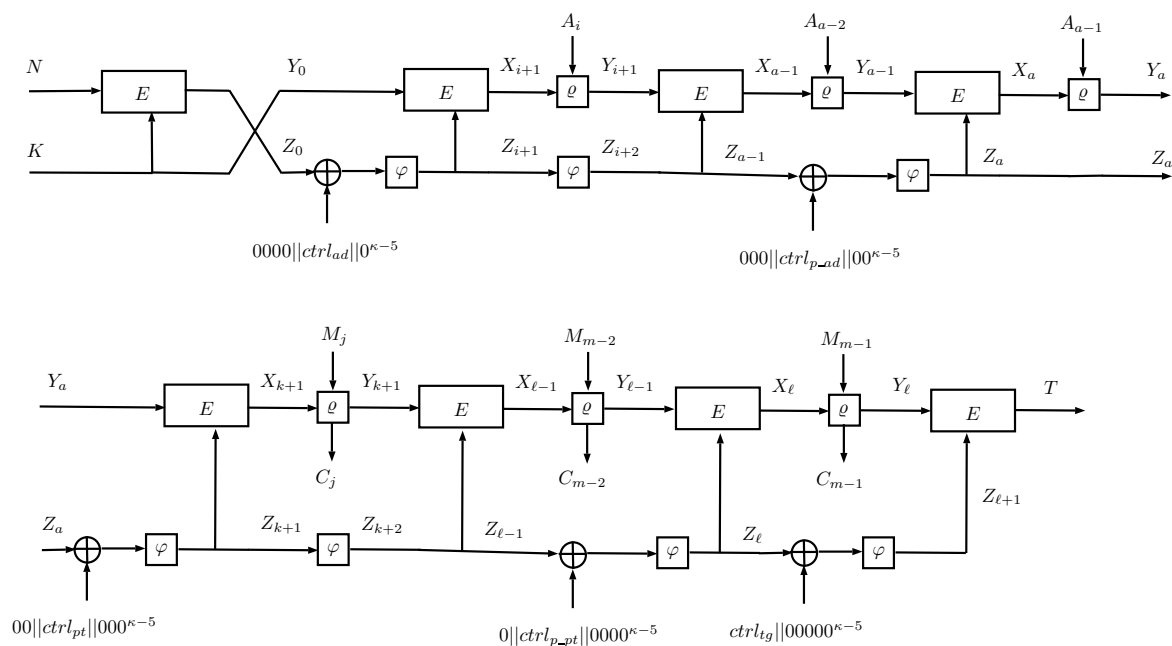 A_i A_{a−2} A_{a−1}
N Y_0 X_{i+1} Y_{i+1} X_{a−1} Y_{a−1} X_a Y_a
E E ϱ E ϱ E ϱ
K Z_0 Z_{i+1} Z_{i+2} Z_{a−1} Z_a Z_a
φ φ φ
0000||ctrl_{ad}||0^{κ−5} 000||ctrl_{p_ad}||00^{κ−5}
M_j M_{m−2} M_{m−1}
Y_a X_{k+1} Y_{k+1} X_{ℓ−1} Y_{ℓ−1} X_ℓ Y_ℓ T
E ϱ E ϱ E ϱ E
C_j C_{m−2} C_{m−1}
Z_{ℓ+1}
Z_a Z_{k+1} Z_{k+2} Z_{ℓ−1} Z_ℓ
φ φ φ φ
00||ctrl_{pt}||000^{κ−5} 0||ctrl_{p_pt}||0000^{κ−5} ctrl_{tg}||00000^{κ−5}